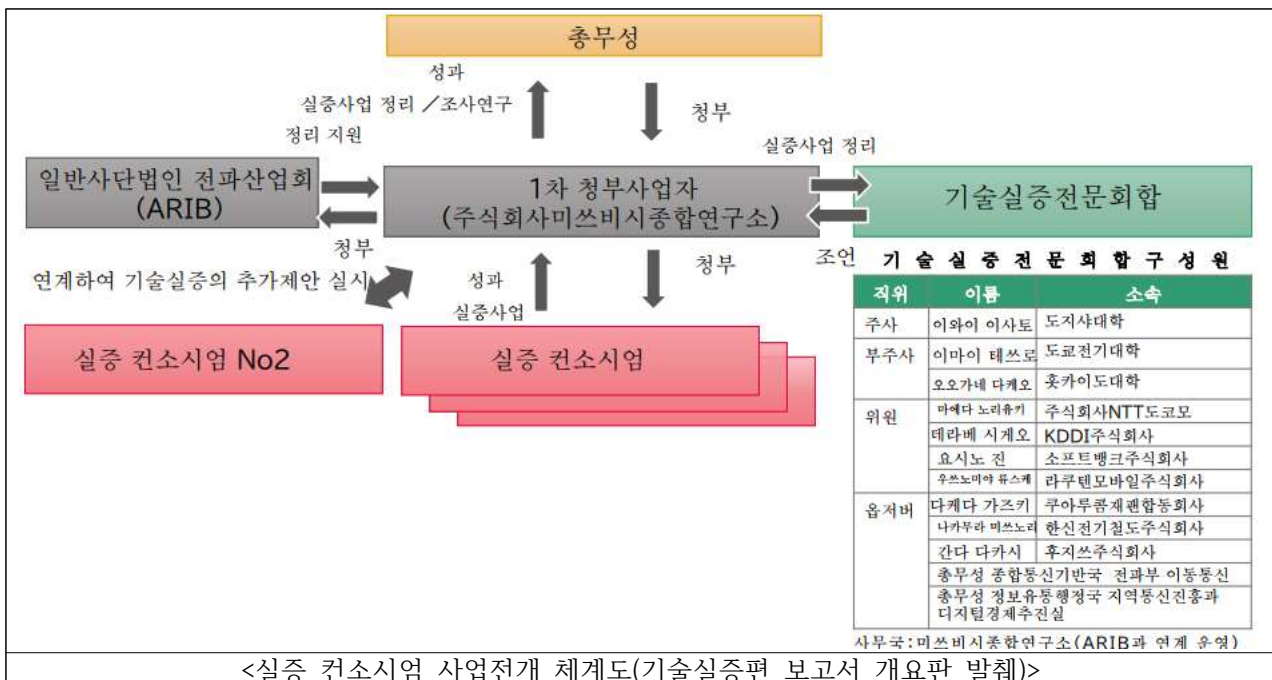 총무성
성과
실증사업 정리 ／조사연구
정리 지원
청부
실증사업 정리
일반사단법인 전파산업회
(ARIB)
1차 청부사업자
(주식회사미쓰비시종합연구소)
기술실증전문회합
청부
연계하여 기술실증의 추가제안 실시
성과
실증사업
청부
조언
실증 컨소시엄 No2
실증 컨소시엄
기 술 실 증 전 문 회 합 구 성 원
직위 이름 소속
주사 이와이 이사토 도지샤대학
부주사 이마이 테쓰로 도쿄전기대학
오오가네 다케오 홋카이도대학
위원 마에다 노리유키 주식회사NTT도코모
데라베 시게오 KDDI주식회사
요시노 진 소프트뱅크주식회사
우쓰노미야 류스케 라쿠텐모바일주식회사
옵저버 다케다 가즈키 쿠아루콤재팬합동회사
나카무라 미쓰노리 한신전기철도주식회사
간다 다카시 후지쓰주식회사
총무성 종합통신기반국 전파부 이동통신
총무성 정보유통행정국 지역통신진흥과
디지털경제추진실
사무국:미쓰비시종합연구소(ARIB과 연계 운영)
<실증 컨소시엄 사업전개 체계도(기술실증편 보고서 개요판 발췌)>